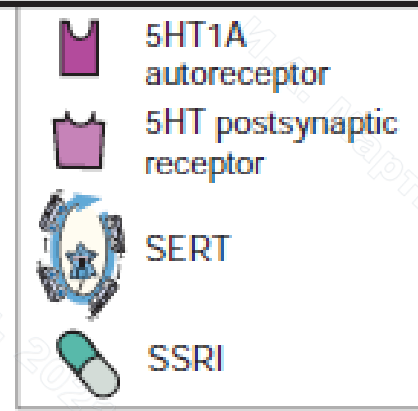 5HT1A
autoreceptor
5HT postsynaptic
receptor
SERT
SSRI